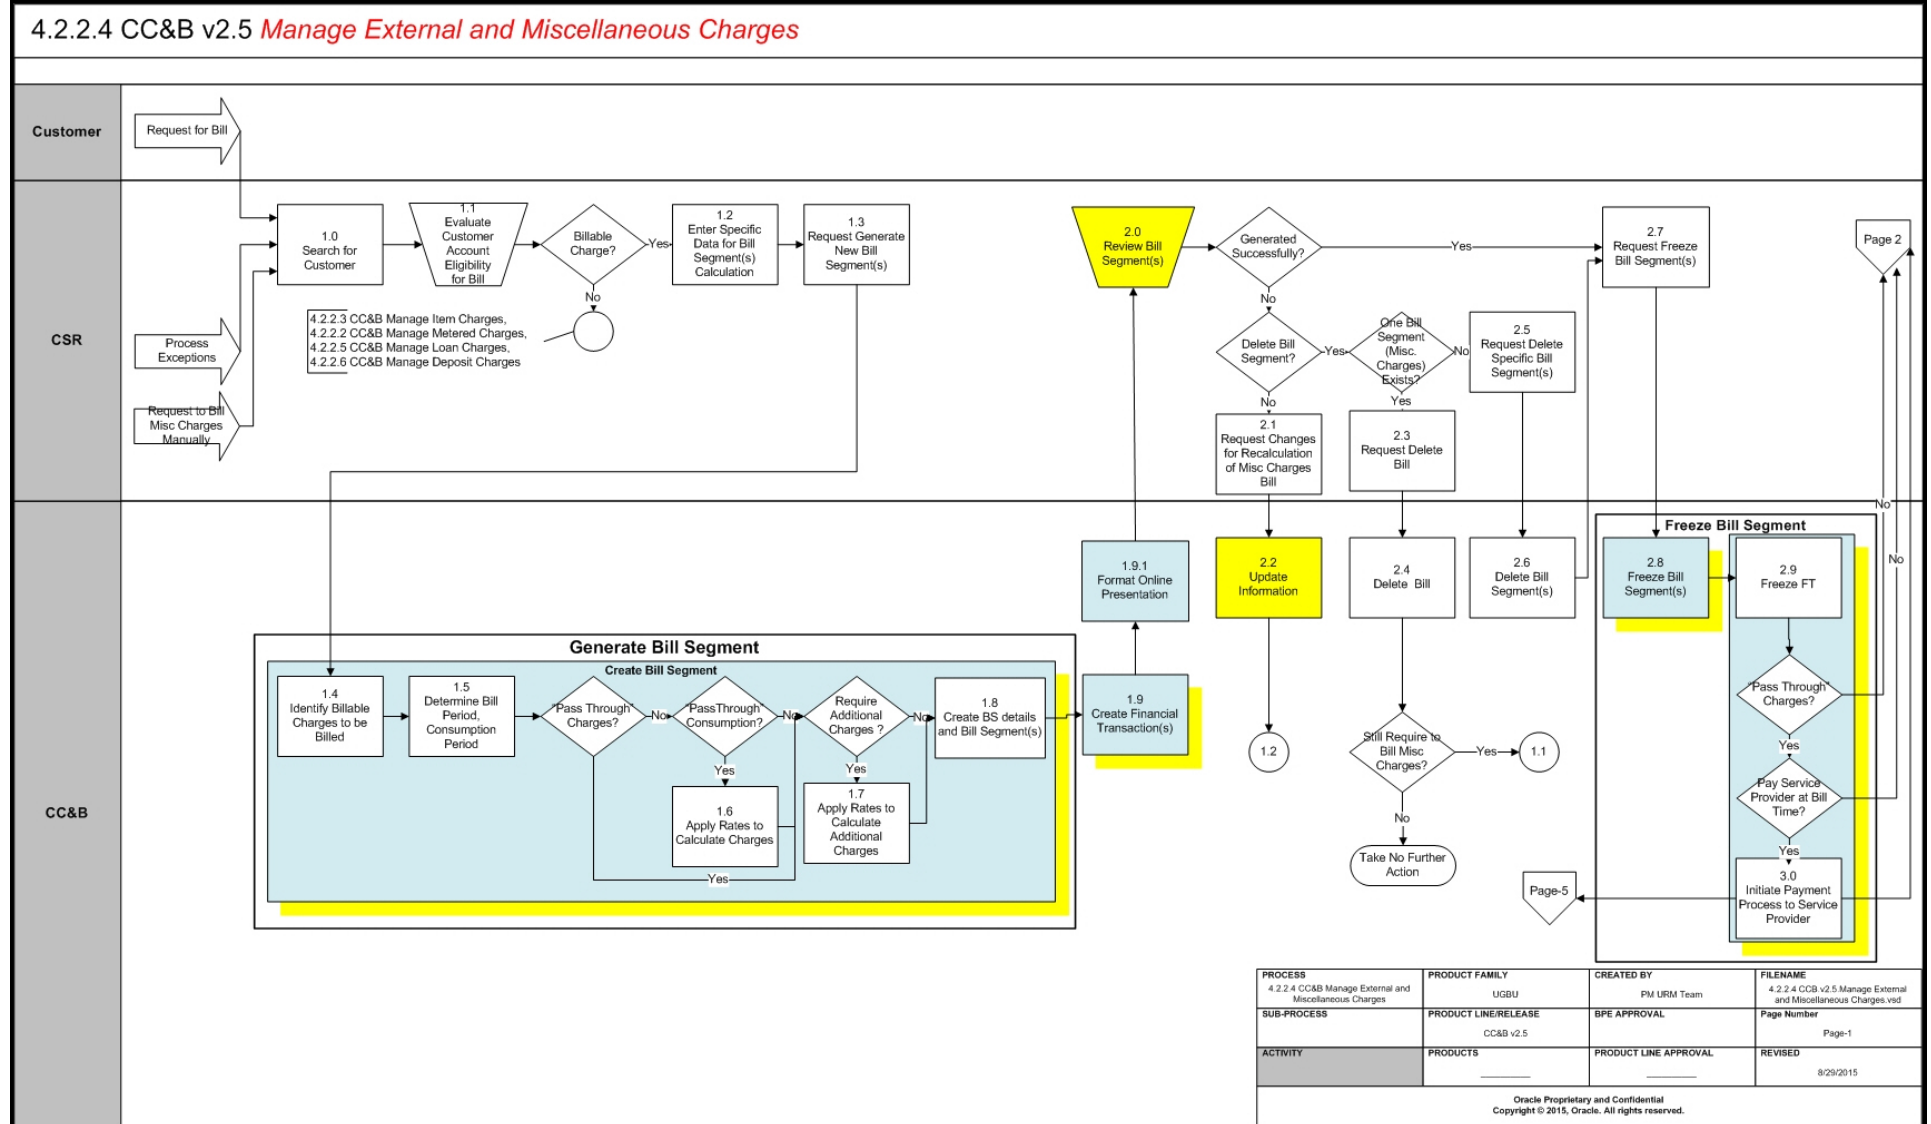 4.2.2.4 CC&B v2.5 Manage External and Miscellaneous Charges
Customer
Request for Bill
CSR
Process
Exceptions
Request to Bill
Misc Charges
Manually
1.0
Search for
Customer
1.1
Evaluate
Customer
Account
Eligibility
for Bill
Billable
Charge?
Yes
No
4.2.2.3 CC&B Manage Item Charges,
4.2.2.2 CC&B Manage Metered Charges,
4.2.2.5 CC&B Manage Loan Charges,
4.2.2.6 CC&B Manage Deposit Charges
1.2
Enter Specific
Data for Bill
Segment(s)
Calculation
1.3
Request Generate
New Bill
Segment(s)
2.0
Review Bill
Segment(s)
Generated
Successfully?
Yes
No
Delete Bill
Segment?
Yes
No
One Bill
Segment
(Misc.
Charges)
Exists?
No
Yes
2.1
Request Changes
for Recalculation
of Misc Charges
Bill
2.3
Request Delete
Bill
2.5
Request Delete
Specific Bill
Segment(s)
2.7
Request Freeze
Bill Segment(s)
Page 2
No
No
CC&B
Generate Bill Segment
Create Bill Segment
1.4
Identify Billable
Charges to be
Billed
1.5
Determine Bill
Period,
Consumption
Period
“Pass Through”
Charges?
No
Yes
“PassThrough”
Consumption?
No
Yes
1.6
Apply Rates to
Calculate Charges
Require
Additional
Charges ?
No
Yes
1.7
Apply Rates to
Calculate
Additional
Charges
1.8
Create BS details
and Bill Segment(s)
1.9
Create Financial
Transaction(s)
1.9.1
Format Online
Presentation
2.2
Update
Information
1.2
2.4
Delete Bill
Still Require to
Bill Misc
Charges?
Yes
1.1
No
Take No Further
Action
2.6
Delete Bill
Segment(s)
Freeze Bill Segment
2.8
Freeze Bill
Segment(s)
2.9
Freeze FT
“Pass Through”
Charges?
Yes
Pay Service
Provider at Bill
Time?
Yes
3.0
Initiate Payment
Process to Service
Provider
Page-5
PROCESS
4.2.2.4 CC&B Manage External and
Miscellaneous Charges
PRODUCT FAMILY
UGBU
CREATED BY
PM URM Team
FILENAME
4.2.2.4 CCB.v2.5.Manage External
and Miscellaneous Charges.vsd
SUB-PROCESS
PRODUCT LINE/RELEASE
CC&B v2.5
BPE APPROVAL
Page Number
Page-1
ACTIVITY
PRODUCTS
PRODUCT LINE APPROVAL
REVISED
8/29/2015
Oracle Proprietary and Confidential
Copyright © 2015, Oracle. All rights reserved.